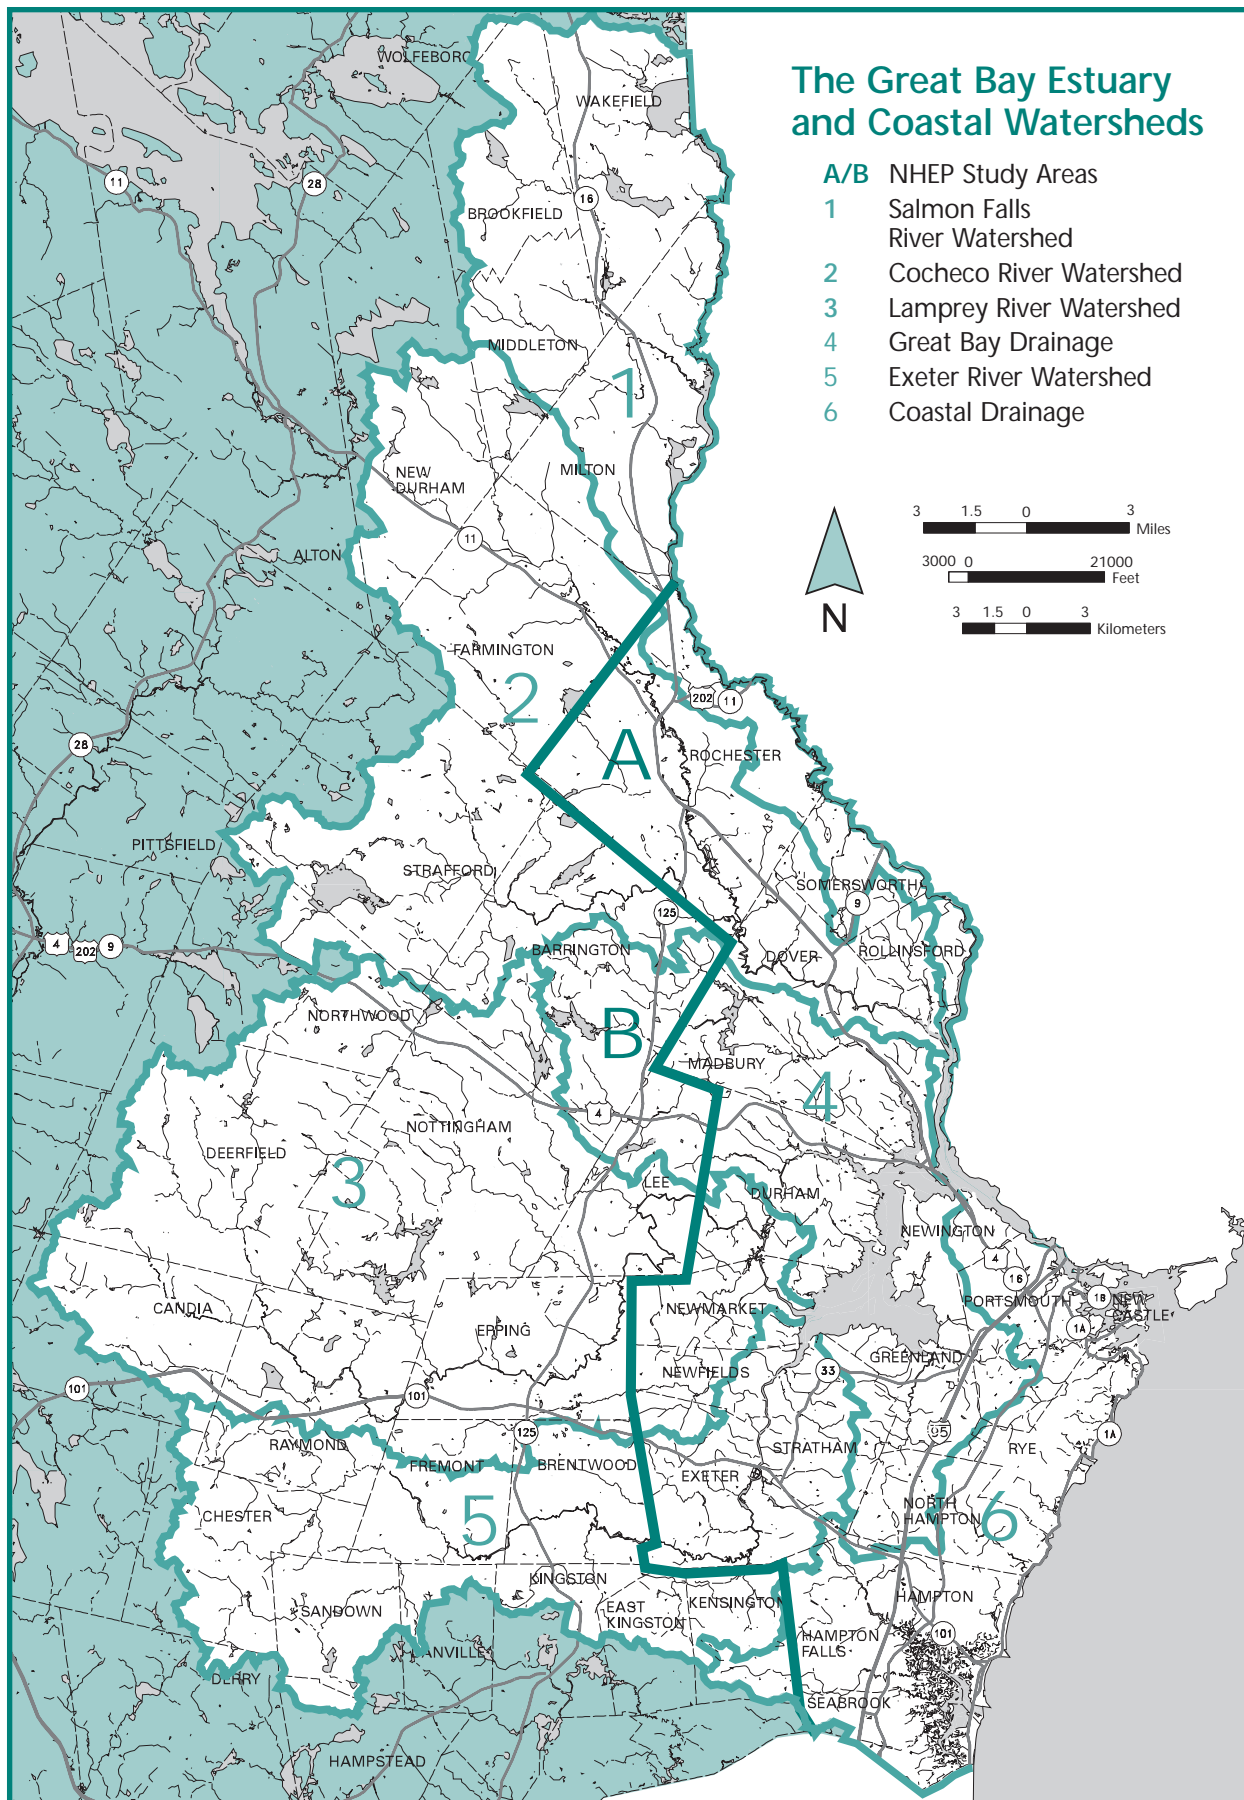 The Great Bay Estuary
and Coastal Watersheds
A/B NHEP Study Areas
1 Salmon Falls
River Watershed
2 Cocheco River Watershed
3 Lamprey River Watershed
4 Great Bay Drainage
5 Exeter River Watershed
6 Coastal Drainage
3 1.5 0 3
Miles
3000 0 21000
Feet
3 1.5 0 3
Kilometers
N
WOLFEBORO
WAKEFIELD
11
28
16
BROOKFIELD
MIDDLETON
1
MILTON
NEW
DURHAM
11
ALTON
FARMINGTON
2
202
11
28
A
ROCHESTER
PITTSFIELD
STRAFFORD
SOMERSWORTH
9
125
4
202
9
BARRINGTON
DOVER
ROLLINSFORD
NORTHWOOD
B
MADBURY
4
4
NOTTINGHAM
DEERFIELD
3
LEE
DURHAM
NEWINGTON
4
16
PORTSMOUTH
1B
NEW
CASTLE
1A
CANDIA
NEWMARKET
EPPING
GREENLAND
33
NEWFIELDS
101
101
125
95
1A
RAYMOND
STRATHAM
RYE
FREMONT
BRENTWOOD
EXETER
CHESTER
5
NORTH
HAMPTON
6
KINGSTON
SANDOWN
EAST
KINGSTON
KENSINGTON
HAMPTON
101
HAMPTON
FALLS
DANVILLE
DERRY
SEABROOK
HAMPSTEAD